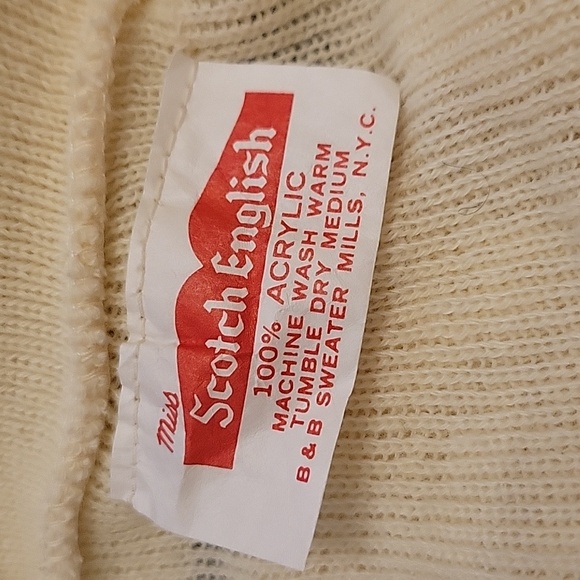 Miss
Scotch English
100% ACRYLIC
MACHINE WASH WARM
TUMBLE DRY MEDIUM
B & B SWEATER MILLS, N.Y.C.